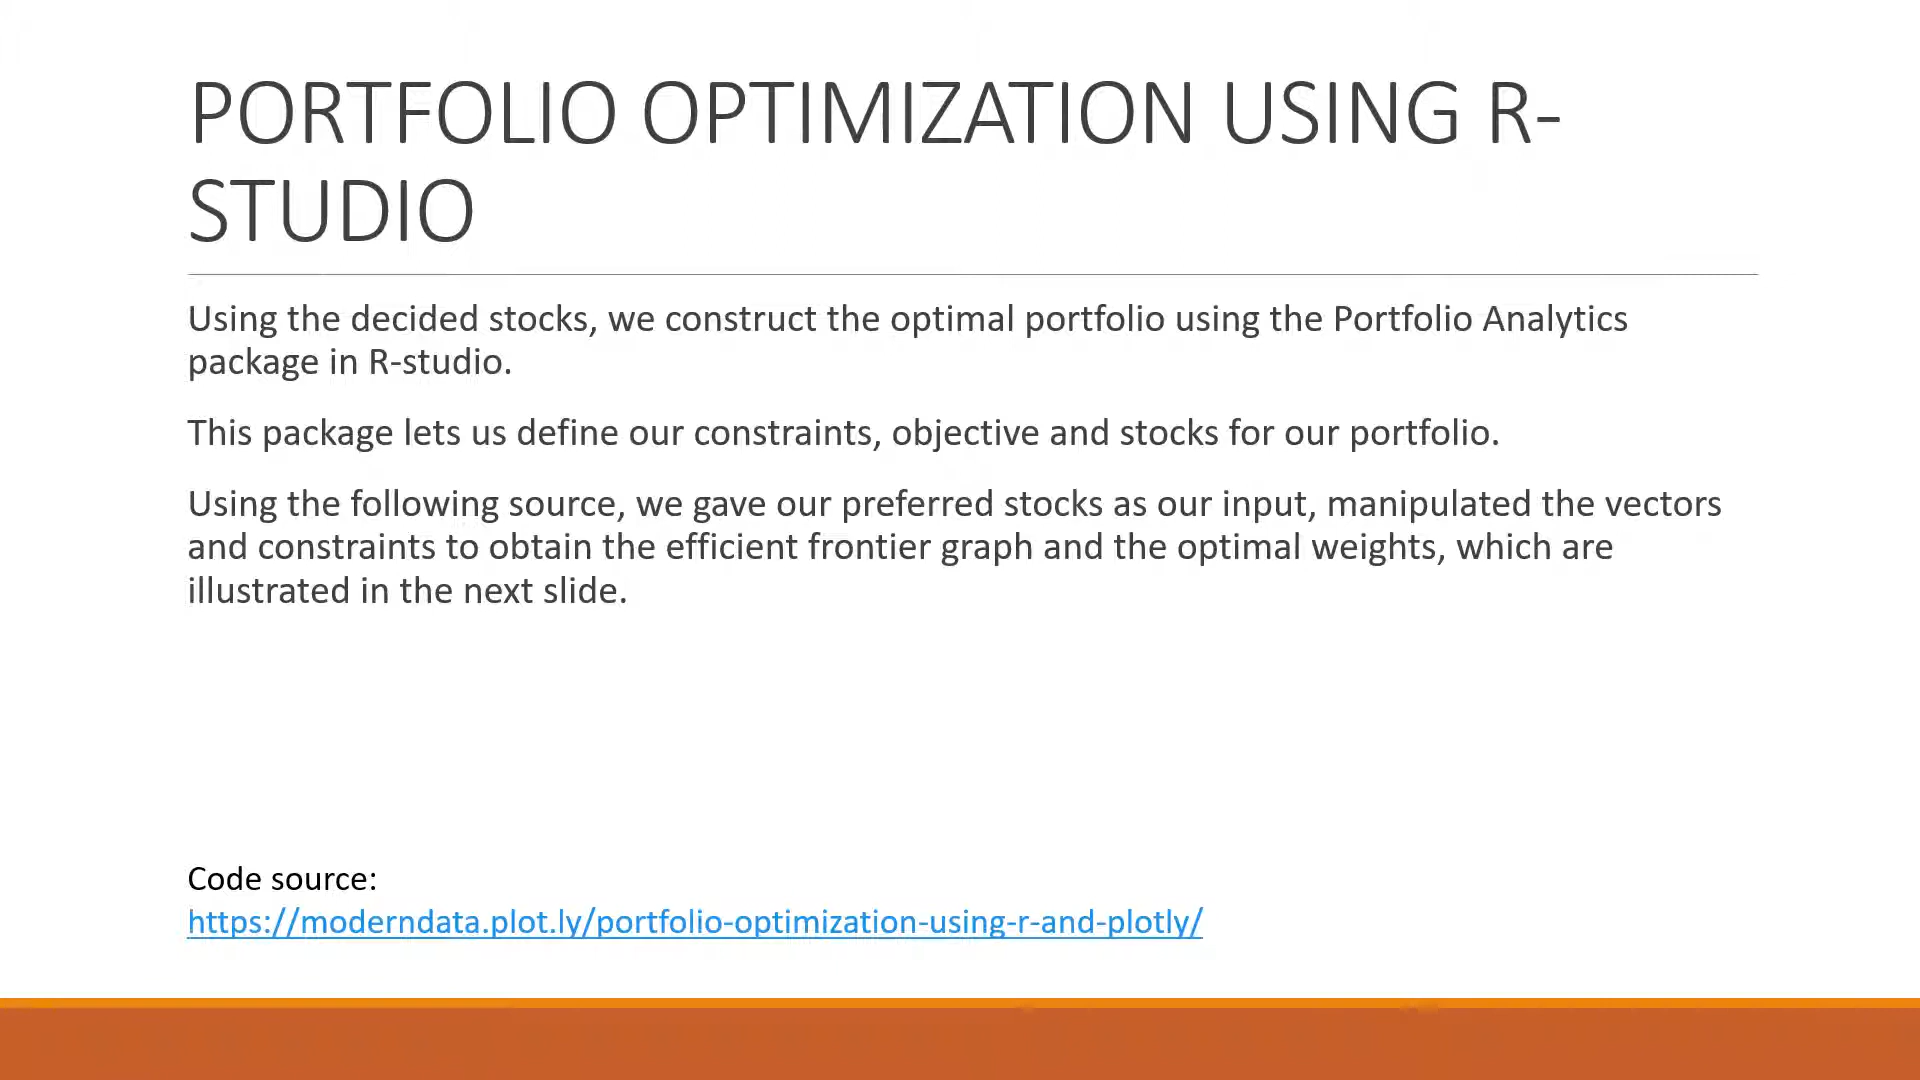 PORTFOLIO OPTIMIZATION USING R-
STUDIO
Using the decided stocks, we construct the optimal portfolio using the Portfolio Analytics
package in R-studio.
This package lets us define our constraints, objective and stocks for our portfolio.
Using the following source, we gave our preferred stocks as our input, manipulated the vectors
and constraints to obtain the efficient frontier graph and the optimal weights, which are
illustrated in the next slide.
Code source:
https://moderndata.plot.ly/portfolio-optimization-using-r-and-plotly/